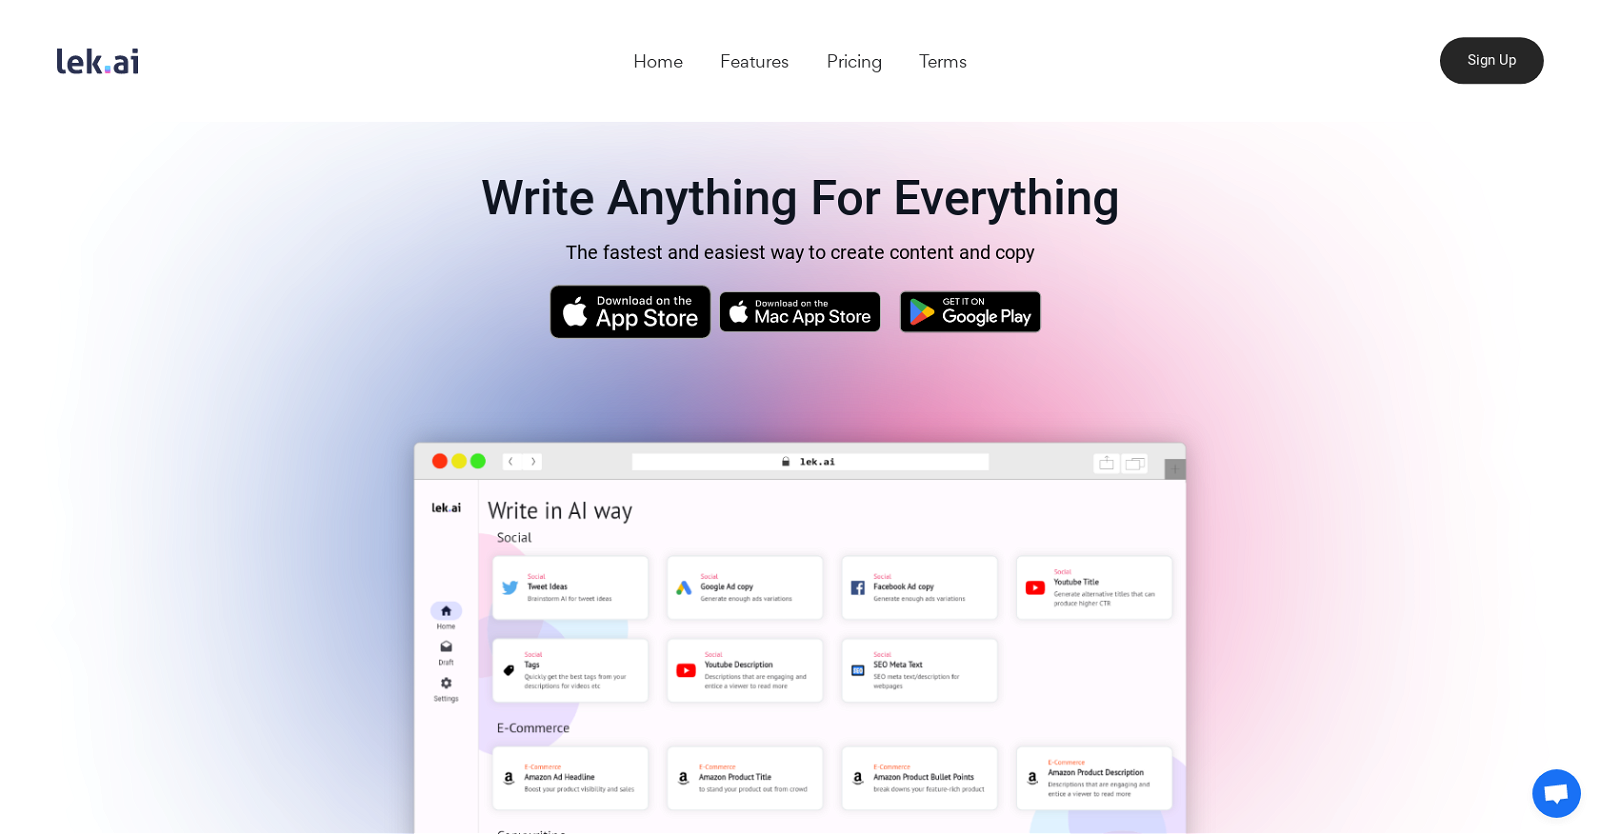 lek.ai
Home
Features
Pricing
Terms
Sign Up
Write Anything For Everything
The fastest and easiest way to create content and copy
Download on the
App Store
Download on the
Mac App Store
GET IT ON
Google Play
lek.ai
lek.ai
Home
Draft
Settings
Write in AI way
Social
Social
Tweet Ideas
Brainstorm AI for tweet ideas
Social
Google Ad copy
Generate enough ads variations
Social
Facebook Ad copy
Generate enough ads variations
Social
Youtube Title
Generate alternative titles that can
produce higher CTR
Social
Tags
Quickly get the best tags from your
descriptions for videos etc
Social
Youtube Description
Descriptions that are engaging and
entice a viewer to read more
SEO
Social
SEO Meta Text
SEO meta text/description for
webpages
E-Commerce
E-Commerce
Amazon Ad Headline
Boost your product visibility and sales
E-Commerce
Amazon Product Title
to stand your product out from crowd
E-Commerce
Amazon Product Bullet Points
break downs your feature-rich product
E-Commerce
Amazon Product Description
Descriptions that are engaging and
entice a viewer to read more